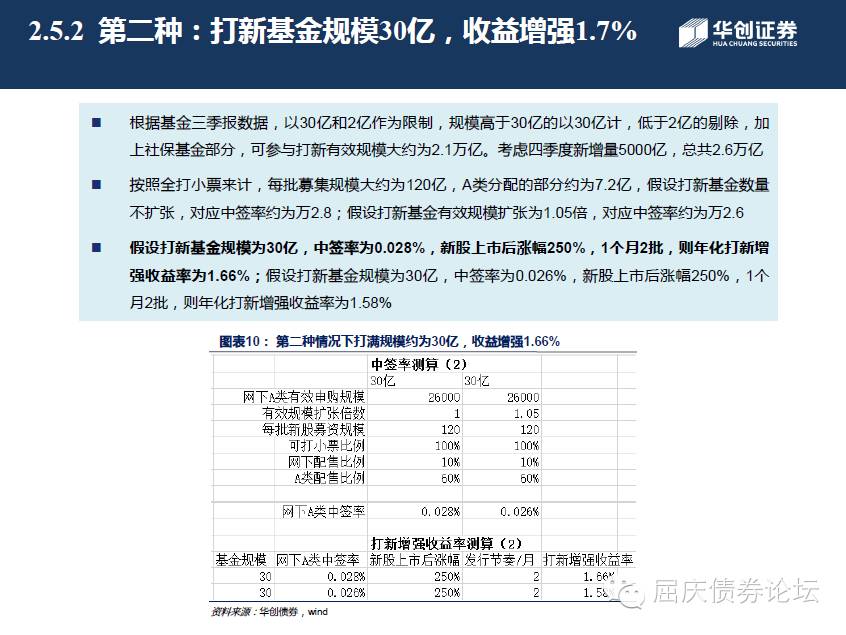 2.5.2 第二种：打新基金规模30亿，收益增强1.7%
华创证券
HUA CHUANG SECURITIES
■ 根据基金三季报数据，以30亿和2亿作为限制，规模高于30亿的以30亿计，低于2亿的剔除，加
上社保基金部分，可参与打新有效规模大约为2.1万亿。考虑四季度新增量5000亿，总共2.6万亿
■ 按照全打小票来计，每批募集规模大约为120亿，A类分配的部分约为7.2亿，假设打新基金数量
不扩张，对应中签率约为万2.8；假设打新基金有效规模扩张为1.05倍，对应中签率约为万2.6
■ 假设打新基金规模为30亿，中签率为0.028%，新股上市后涨幅250%，1个月2批，则年化打新增
强收益率为1.66%；假设打新基金规模为30亿，中签率为0.026%，新股上市后涨幅250%，1个
月2批，则年化打新增强收益率为1.58%
图表10： 第二种情况下打满规模约为30亿，收益增强1.66%
中签率测算（2）
30亿 30亿
网下A类有效申购规模 26000 26000
有效规模扩张倍数 1 1.05
每批新股募资规模 120 120
可打小票比例 100% 100%
网下配售比例 10% 10%
A类配售比例 60% 60%
网下A类中签率 0.028% 0.026%
打新增强收益率测算（2）
基金规模 网下A类中签率 新股上市后涨幅 发行节奏/月 打新增强收益率
30 0.028% 250% 2 1.66%
30 0.026% 250% 2 1.58%
资料来源：华创债券，wind
屈庆债券论坛